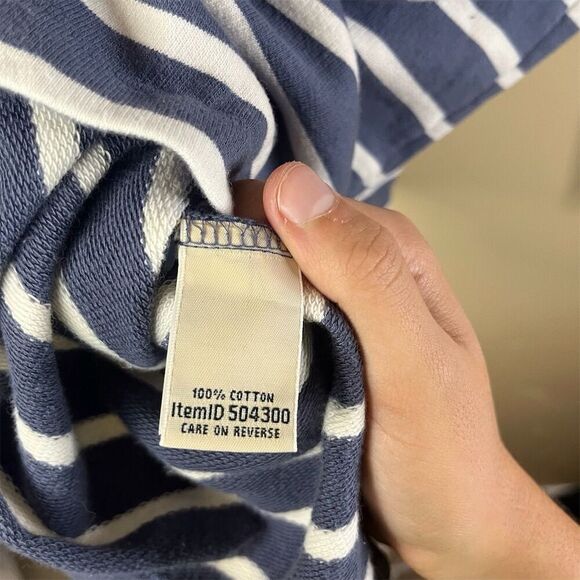 100% COTTON
ItemID 504300
CARE ON REVERSE